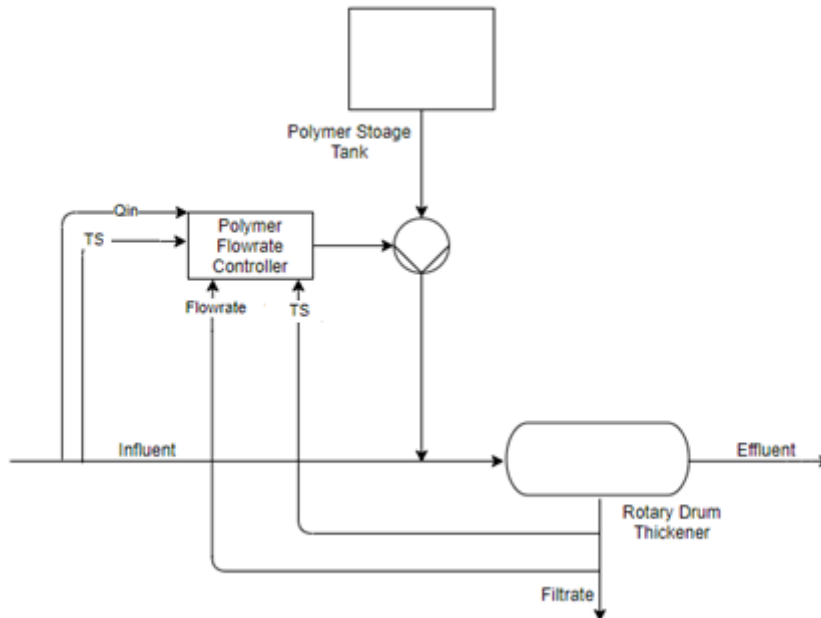 Polymer Stoage
Tank
Qin
TS
Polymer
Flowrate
Controller
Flowrate
TS
Influent
Effluent
Rotary Drum
Thickener
Filtrate